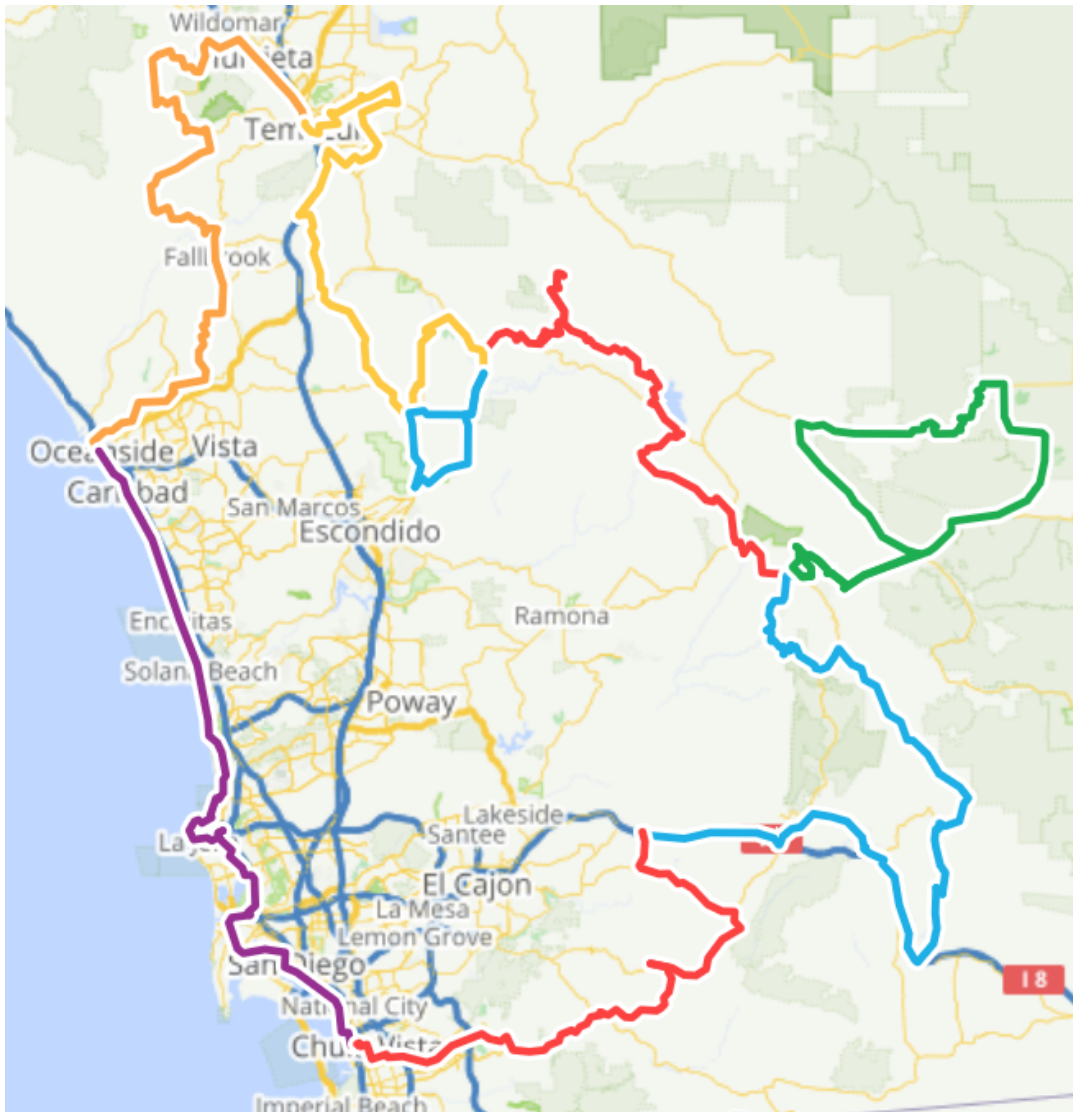 Wildomar
Temecula
Oceanside
Vista
Carlsbad
San Marcos
Escondido
Ramona
Encinitas
Solana Beach
Poway
Lakeside
Santee
El Cajon
La Mesa
Lemon Grove
San Diego
I 8
National City
Chula Vista
Imperial Beach